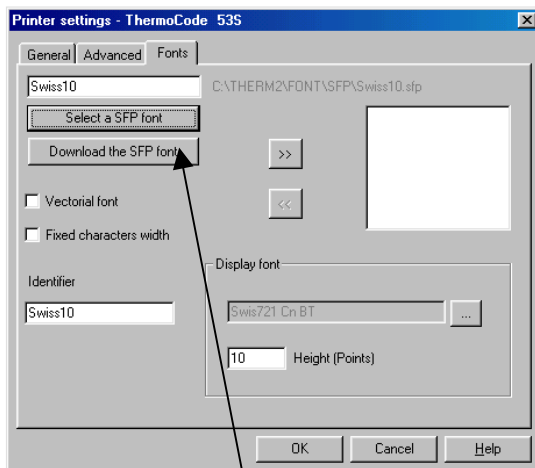 Printer settings - ThermoCode 53S
General Advanced Fonts
Swiss10 C:\THERM2\FONT\SFP\Swiss10.sfp
Select a SFP font
Download the SFP font
>>
Vectorial font
<<
Fixed characters width
Display font
Identifier
Swiss10
Swis721 Cn BT ...
10 Height (Points)
OK Cancel Help